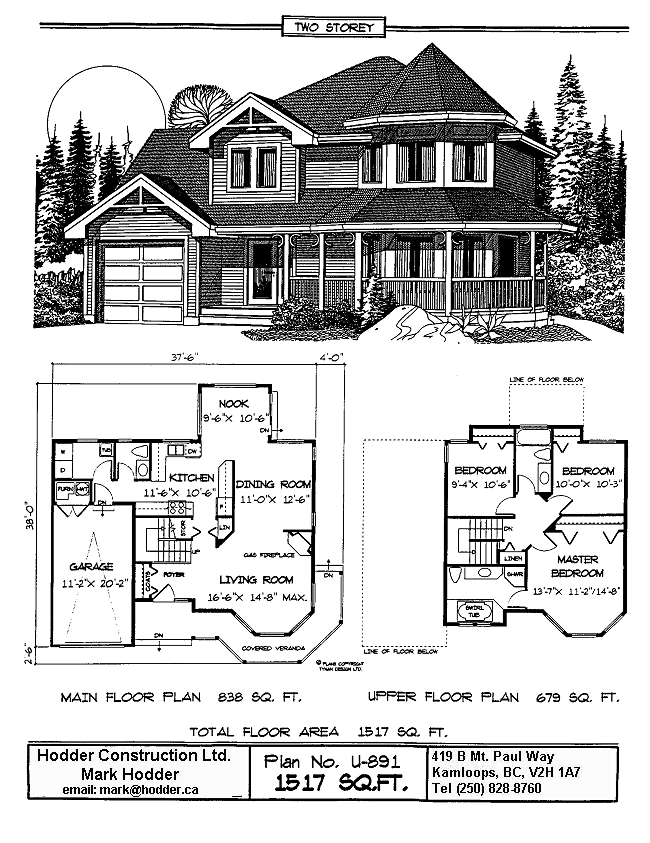 TWO STOREY
37'-6"
4'-0"
38'-0"
2'-6"
NOOK
9'-6"X 10'-6"
DN
W
D
TUB
DW
KITCHEN
11'-6"X 10'-6"
DINING ROOM
11'-0"X 12'-6"
FURN
HWT
DN
F
STOR
LIN
GAS FIREPLACE
GARAGE
11'-2"X 20'-2"
COATS
FOYER
LIVING ROOM
16'-6"X 14'-8" MAX.
DN
DN
COVERED VERANDA
© PLANS COPYRIGHT
TYNAN DESIGN LTD.
LINE OF FLOOR BELOW
BEDROOM
9'-4"X 10'-6"
BEDROOM
10'-0"X 10'-3"
DN
LINEN
SHWR
MASTER
BEDROOM
13'-7"X 11'-2"/14'-8"
SWIRL
TUB
LINE OF FLOOR BELOW
MAIN FLOOR PLAN 838 SQ. FT.
UPPER FLOOR PLAN 679 SQ. FT.
TOTAL FLOOR AREA 1517 SQ. FT.
Hodder Construction Ltd.
Mark Hodder
email: mark@hodder.ca
Plan No. U-891
1517 SQ.FT.
419 B Mt. Paul Way
Kamloops, BC, V2H 1A7
Tel (250) 828-8760